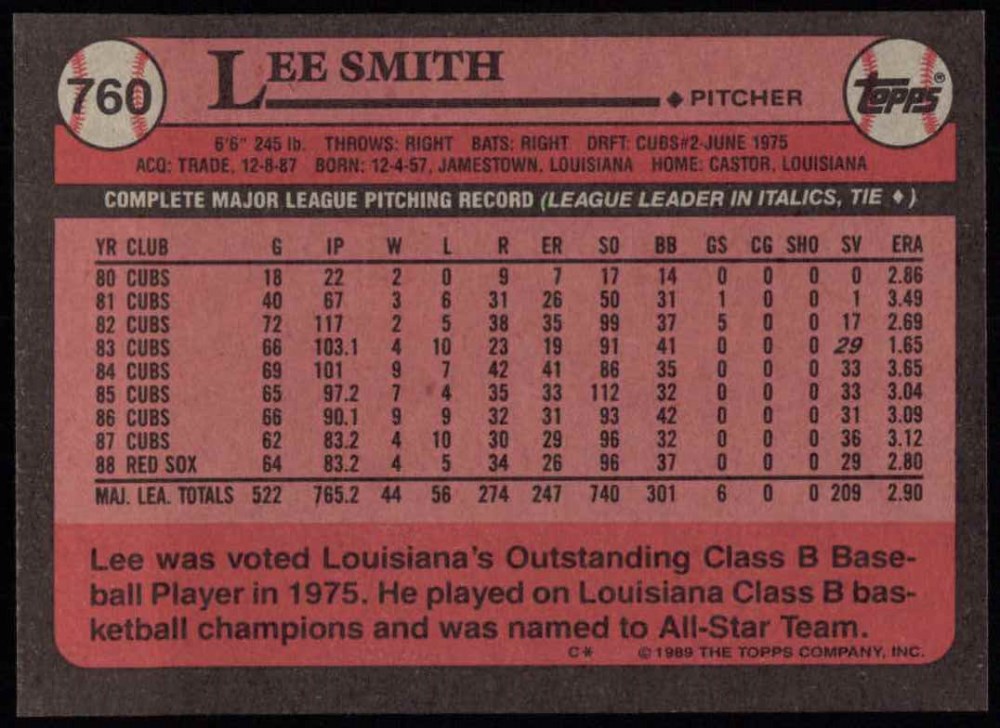 760
LEE SMITH
♦ PITCHER
TOPPS®
6'6" 245 lb. THROWS: RIGHT BATS: RIGHT DRFT: CUBS#2-JUNE 1975
ACQ: TRADE, 12-8-87 BORN: 12-4-57, JAMESTOWN, LOUISIANA HOME: CASTOR, LOUISIANA
COMPLETE MAJOR LEAGUE PITCHING RECORD (LEAGUE LEADER IN ITALICS, TIE ♦)
YR CLUB G IP W L R ER SO BB GS CG SHO SV ERA
80 CUBS 18 22 2 0 9 7 17 14 0 0 0 0 2.86
81 CUBS 40 67 3 6 31 26 50 31 1 0 0 1 3.49
82 CUBS 72 117 2 5 38 35 99 37 5 0 0 17 2.69
83 CUBS 66 103.1 4 10 23 19 91 41 0 0 0 29 1.65
84 CUBS 69 101 9 7 42 41 86 35 0 0 0 33 3.65
85 CUBS 65 97.2 7 4 35 33 112 32 0 0 0 33 3.04
86 CUBS 66 90.1 9 9 32 31 93 42 0 0 0 31 3.09
87 CUBS 62 83.2 4 10 30 29 96 32 0 0 0 36 3.12
88 RED SOX 64 83.2 4 5 34 26 96 37 0 0 0 29 2.80
MAJ. LEA. TOTALS 522 765.2 44 56 274 247 740 301 6 0 0 209 2.90
Lee was voted Louisiana's Outstanding Class B Base-
ball Player in 1975. He played on Louisiana Class B bas-
ketball champions and was named to All-Star Team.
C* © 1989 THE TOPPS COMPANY, INC.